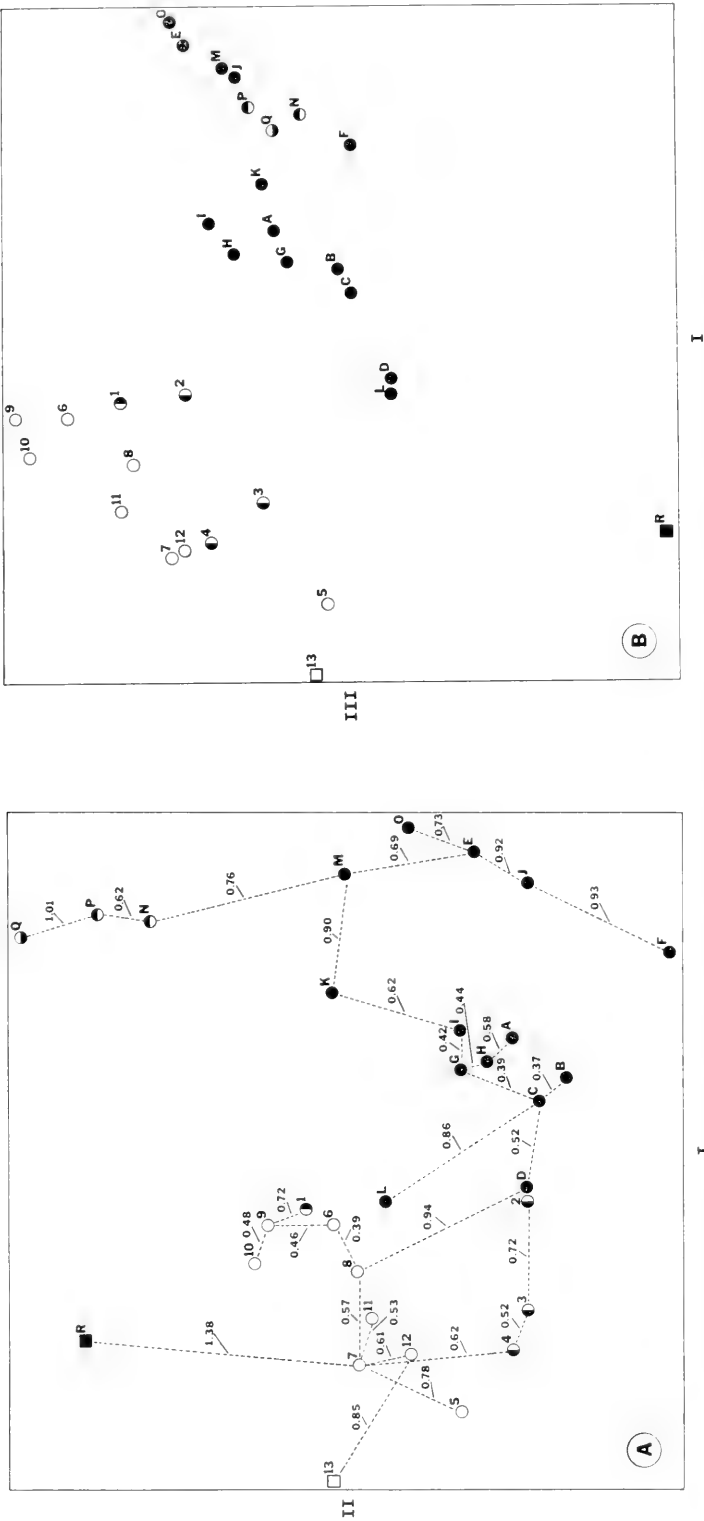 O
E
M
J
P
Q
N
F
K
I
A
H
G
B
C
D
L
9
10
6
1
2
8
11
3
7
12
4
5
13
R
III
I
B
Q
1.01
P
0.62
N
0.76
M
O
0.73
0.69
E
0.92
J
0.93
F
0.90
K
0.62
0.44
I
0.42
G
H
0.58
A
0.39
C
0.37
B
0.86
L
0.52
D
2
0.94
0.72
10
0.48
9
0.72
1
0.46
6
0.39
8
0.57
11
0.53
7
0.61
12
0.62
3
0.52
4
0.78
5
0.85
13
R
1.38
II
I
A